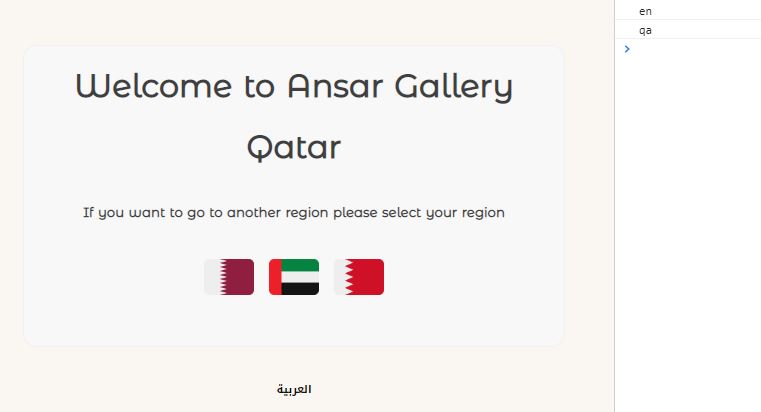 Welcome to Ansar Gallery
Qatar
If you want to go to another region please select your region
العربية
en
qa